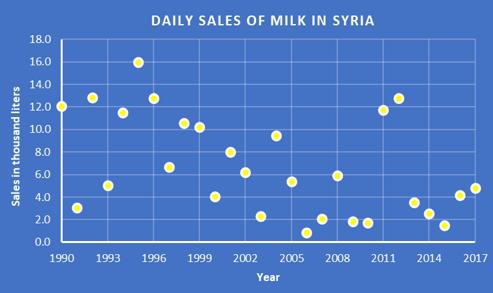 DAILY SALES OF MILK IN SYRIA
18.0
16.0
14.0
12.0
10.0
8.0
6.0
4.0
2.0
0.0
Sales in thousand liters
1990 1993 1996 1999 2002 2005 2008 2011 2014 2017
Year